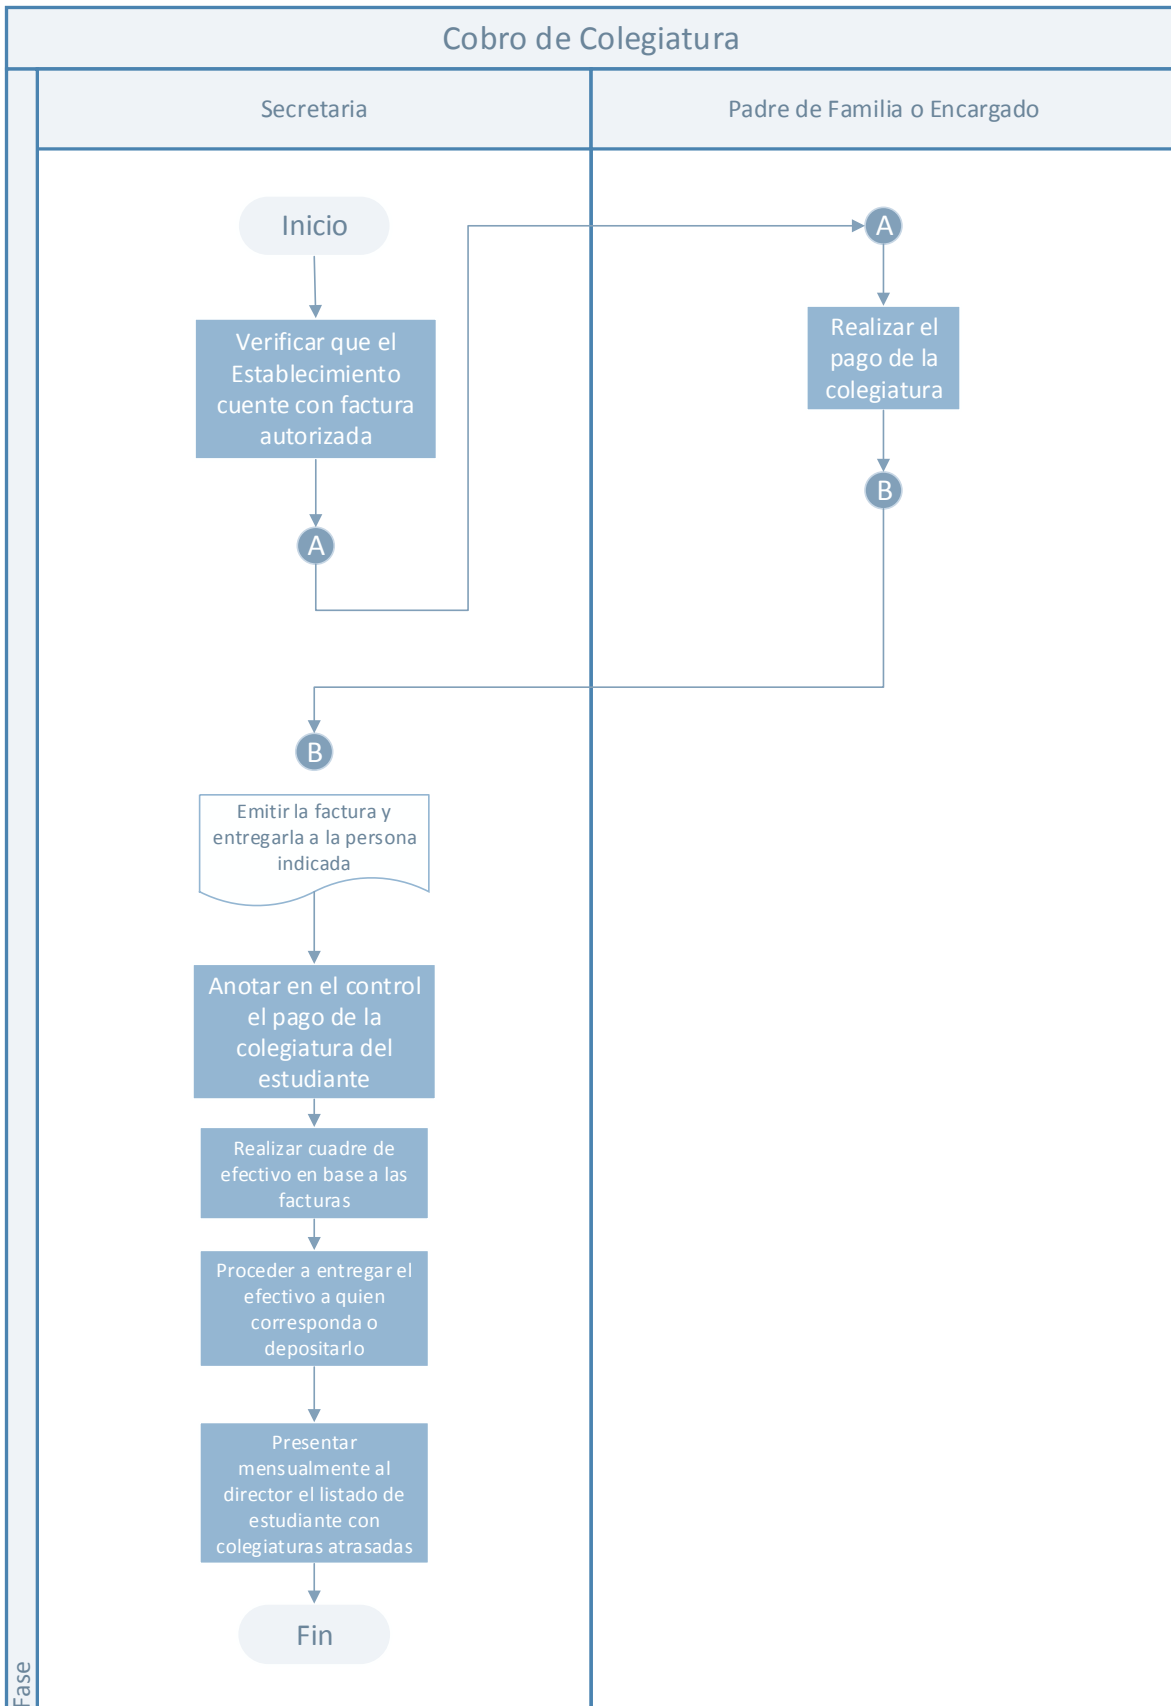 Cobro de Colegiatura
Secretaria
Padre de Familia o Encargado
Inicio
Verificar que el
Establecimiento
cuente con factura
autorizada
A
A
Realizar el
pago de la
colegiatura
B
B
Emitir la factura y
entregarla a la persona
indicada
Anotar en el control
el pago de la
colegiatura del
estudiante
Realizar cuadre de
efectivo en base a las
facturas
Proceder a entregar el
efectivo a quien
corresponda o
depositarlo
Presentar
mensualmente al
director el listado de
estudiante con
colegiaturas atrasadas
Fin
Fase